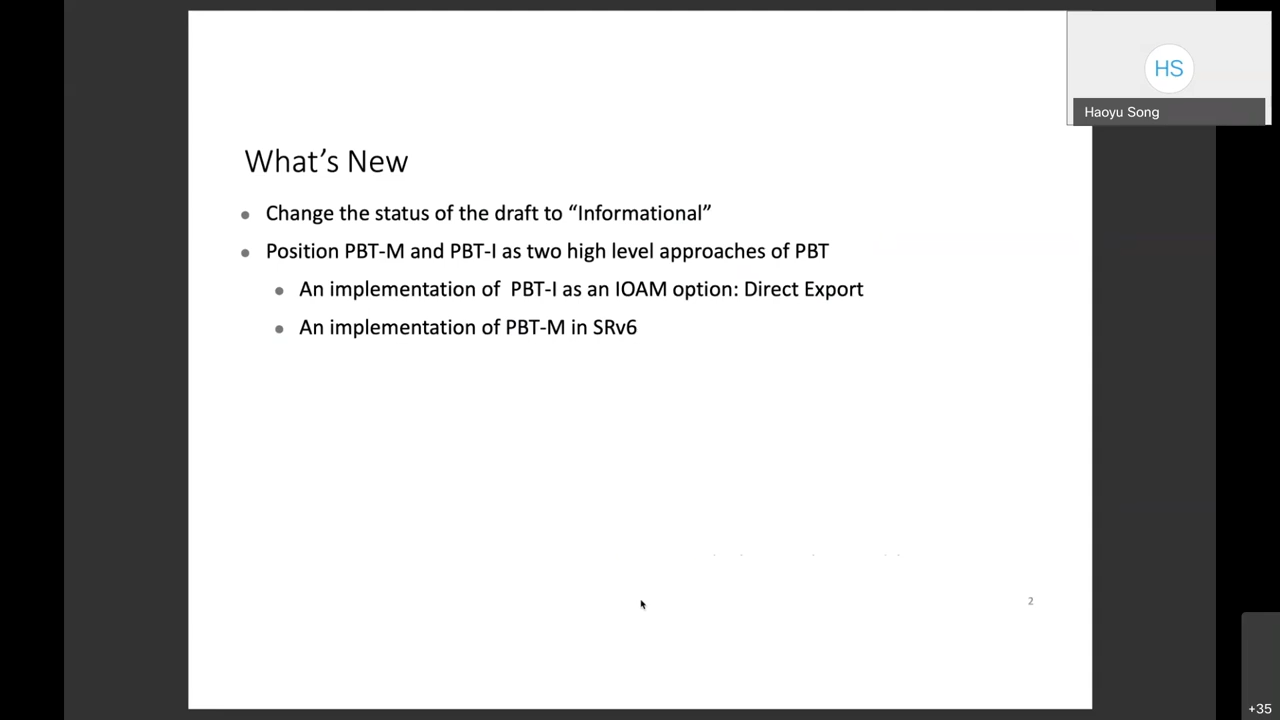 HS
Haoyu Song
What’s New
Change the status of the draft to “Informational”
Position PBT-M and PBT-I as two high level approaches of PBT
An implementation of  PBT-I as an IOAM option: Direct Export
An implementation of PBT-M in SRv6
2
+35